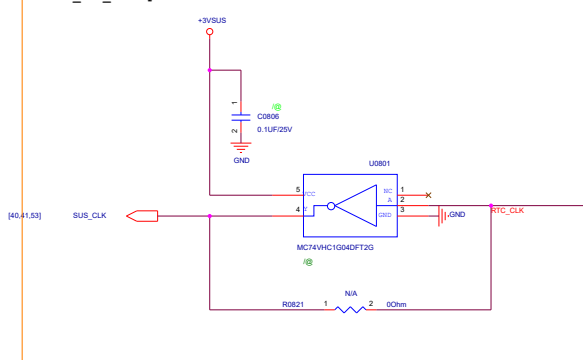 +3VSUS
1
/@
C0806
2
0.1UF/25V
GND
U0801
5
VCC
NC
1
4
Y
A
2
GND
3
GND
RTC_CLK
[40,41,53]
SUS_CLK
MC74VHC1G04DFT2G
/@
N/A
R0821
1
2
0Ohm